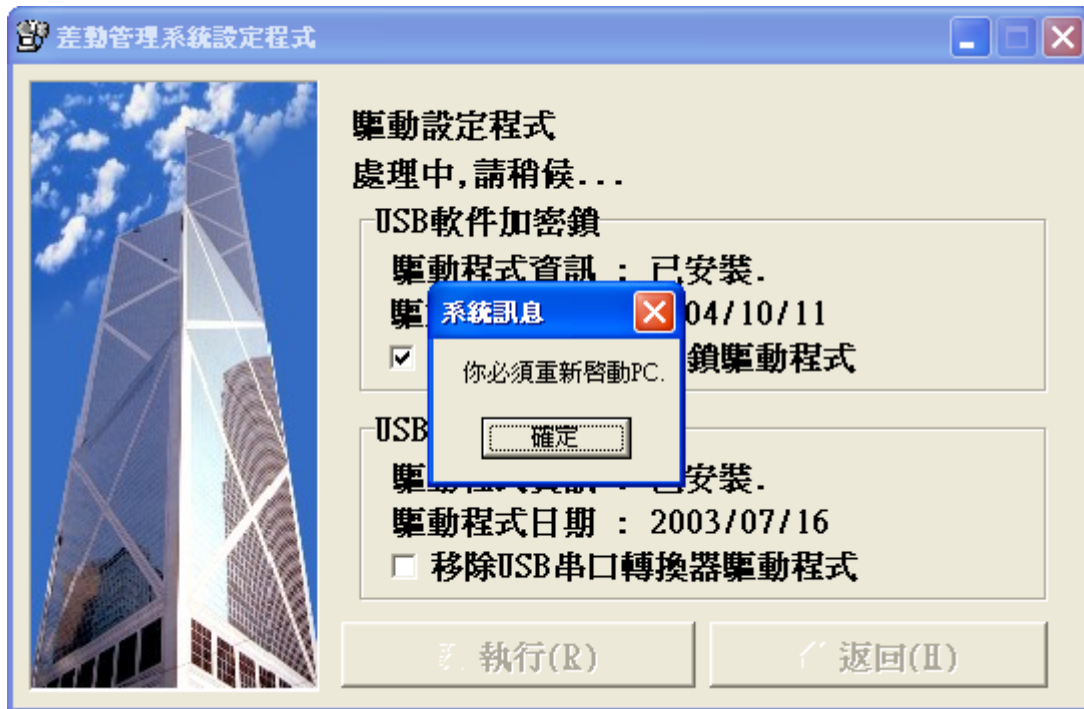 差勤管理系統設定程式
驅動設定程式
處理中,請稍侯...
USB軟件加密鎖
驅動程式資訊 : 已安裝.
04/10/11
鎖驅動程式
系統訊息
你必須重新啓動PC.
確定
USB
安裝.
驅動程式日期 : 2003/07/16
移除USB串口轉換器驅動程式
執行(R)
返回(H)